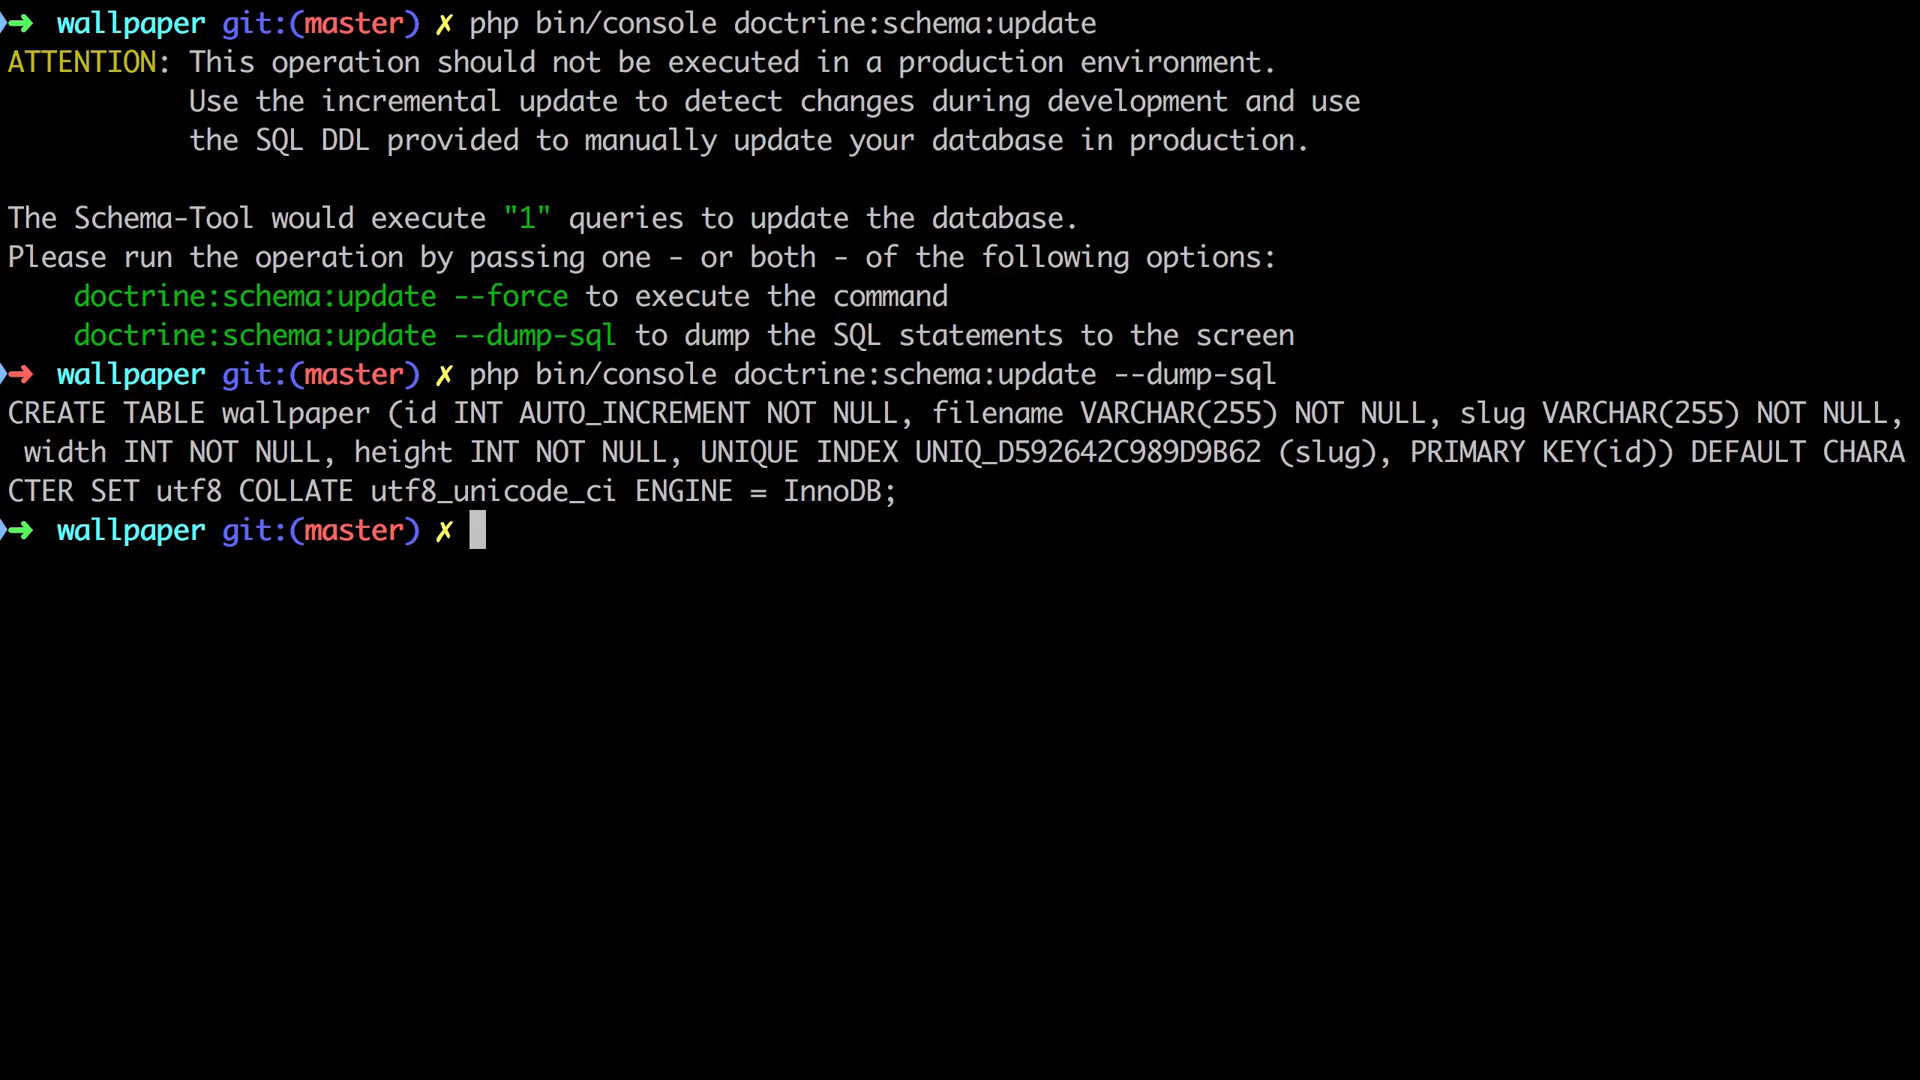 ➜ wallpaper git:(master) ✗ php bin/console doctrine:schema:update
ATTENTION: This operation should not be executed in a production environment.
Use the incremental update to detect changes during development and use
the SQL DDL provided to manually update your database in production.
The Schema-Tool would execute "1" queries to update the database.
Please run the operation by passing one - or both - of the following options:
doctrine:schema:update --force to execute the command
doctrine:schema:update --dump-sql to dump the SQL statements to the screen
➜ wallpaper git:(master) ✗ php bin/console doctrine:schema:update --dump-sql
CREATE TABLE wallpaper (id INT AUTO_INCREMENT NOT NULL, filename VARCHAR(255) NOT NULL, slug VARCHAR(255) NOT NULL,
width INT NOT NULL, height INT NOT NULL, UNIQUE INDEX UNIQ_D592642C989D9B62 (slug), PRIMARY KEY(id)) DEFAULT CHARA
CTER SET utf8 COLLATE utf8_unicode_ci ENGINE = InnoDB;
➜ wallpaper git:(master) ✗